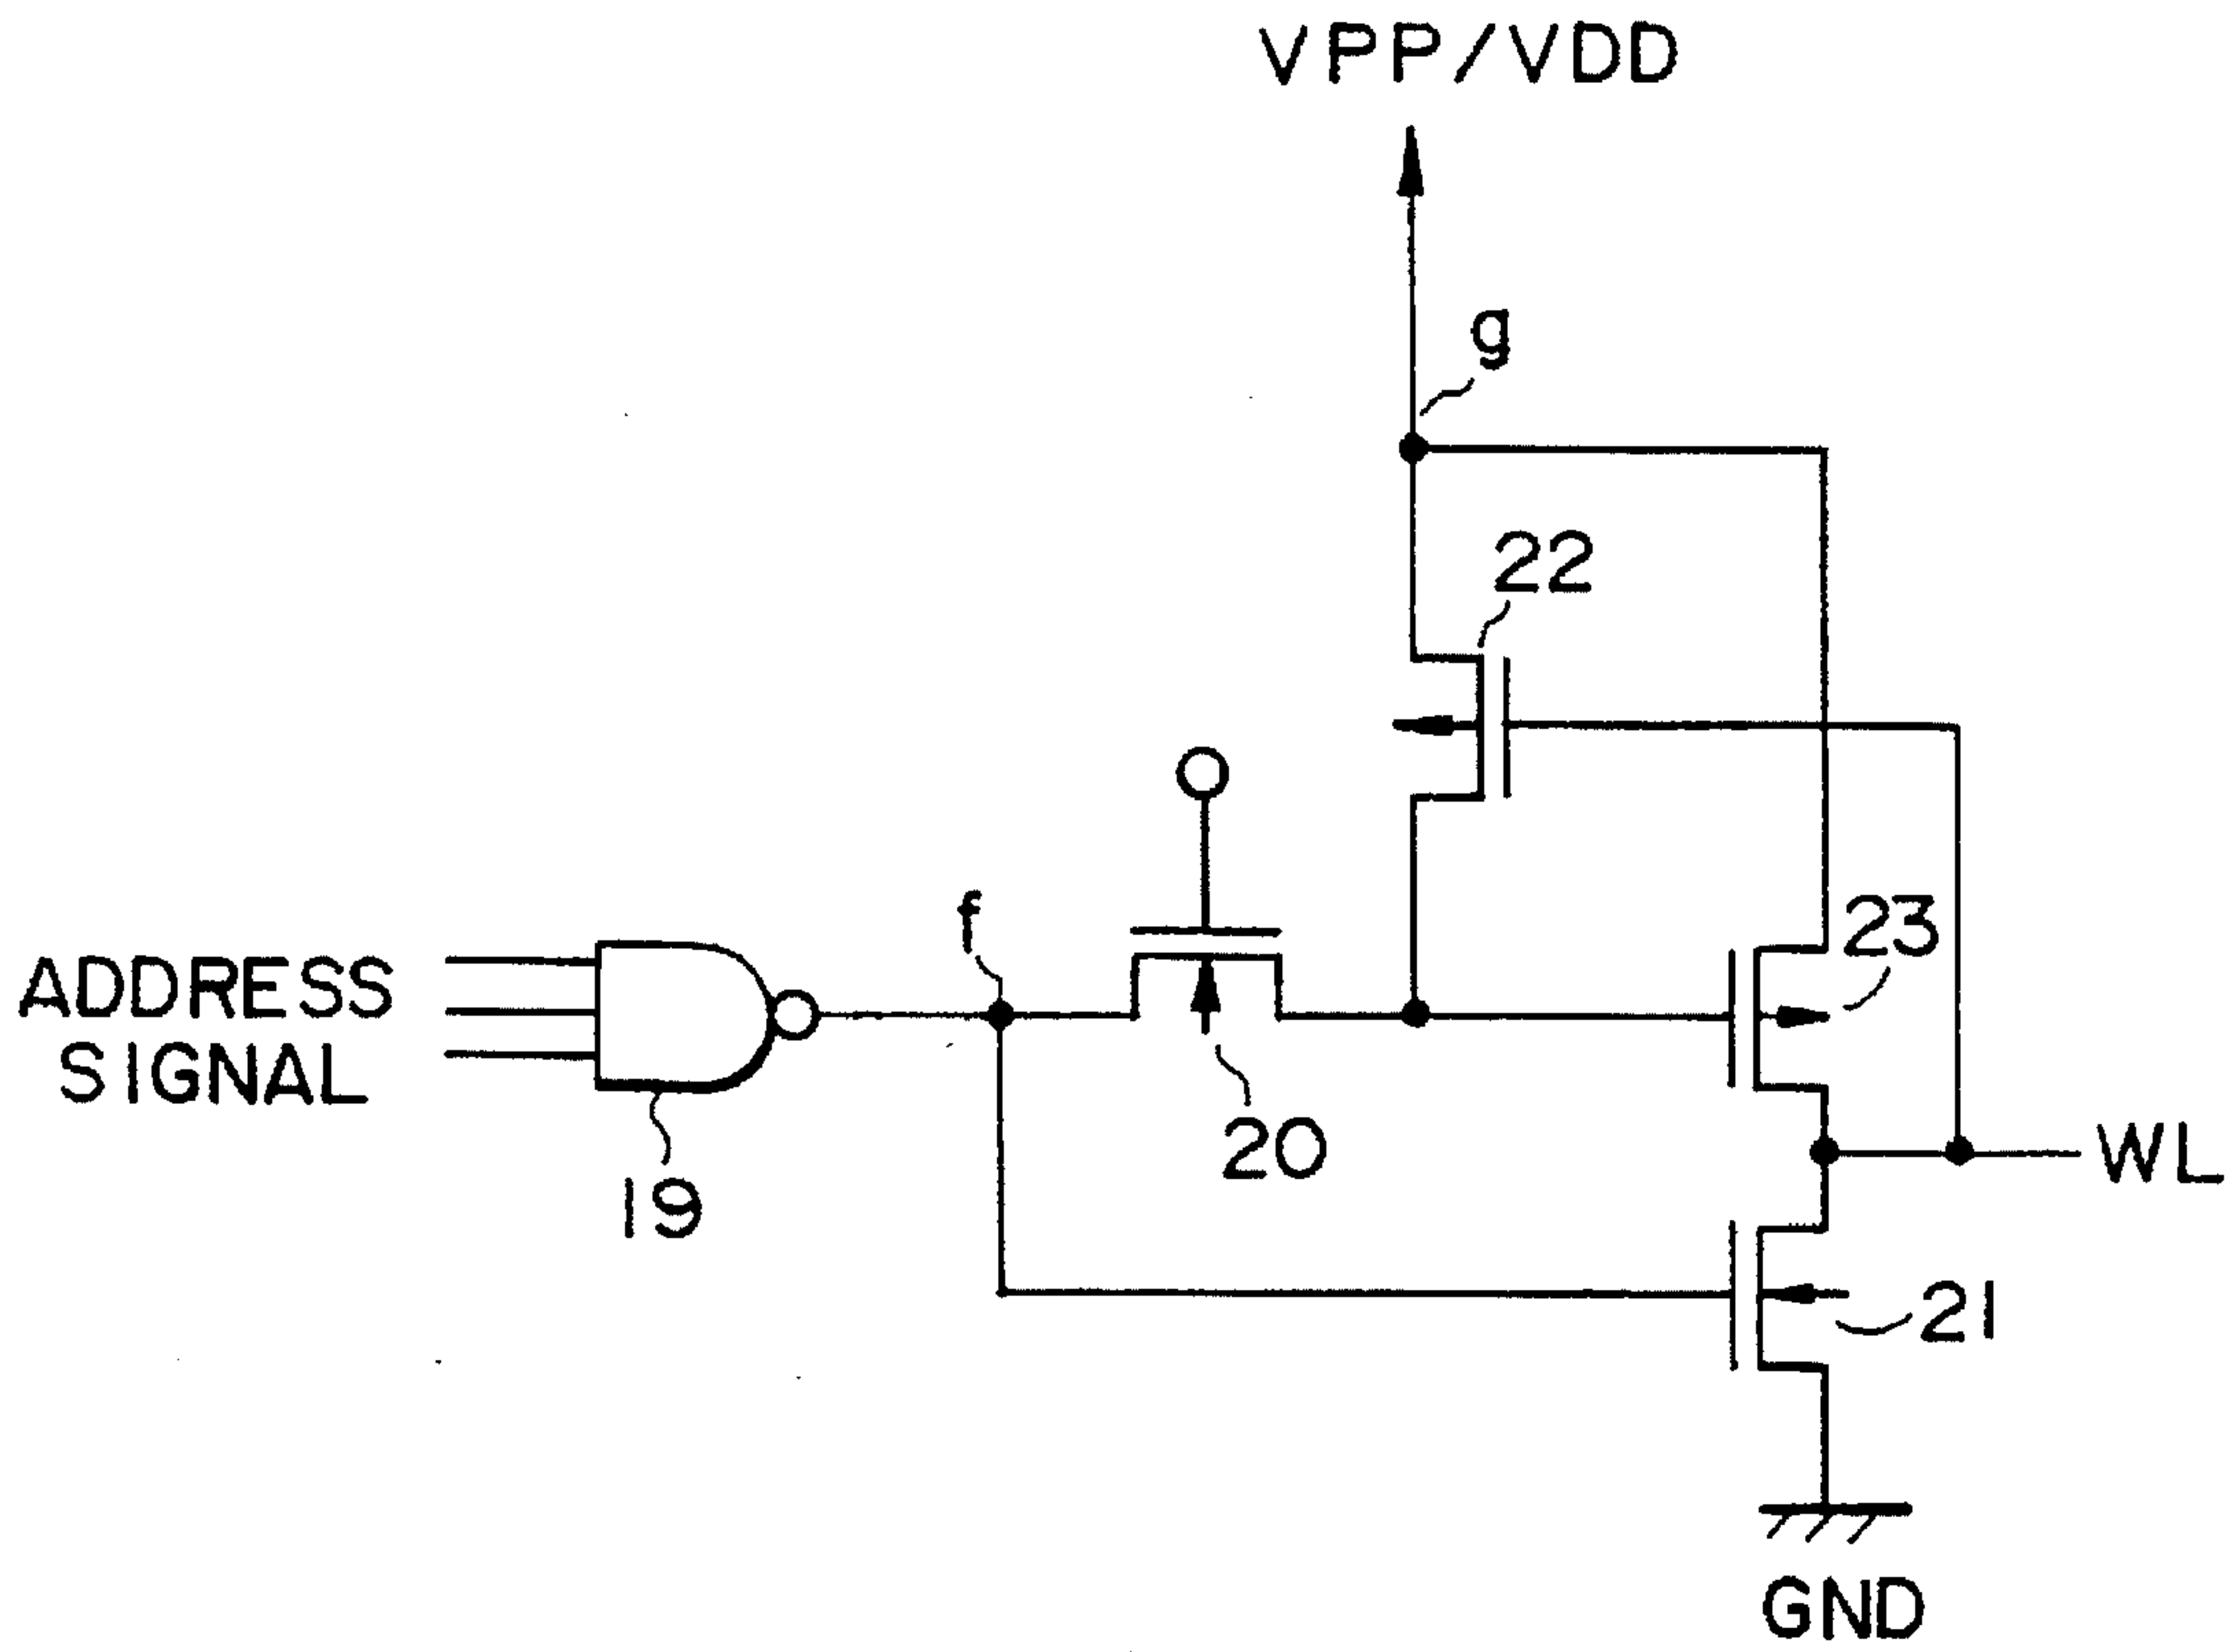 VPP/VDD
g
22
f
23
ADDRESS
SIGNAL
20
WL
19
21
GND